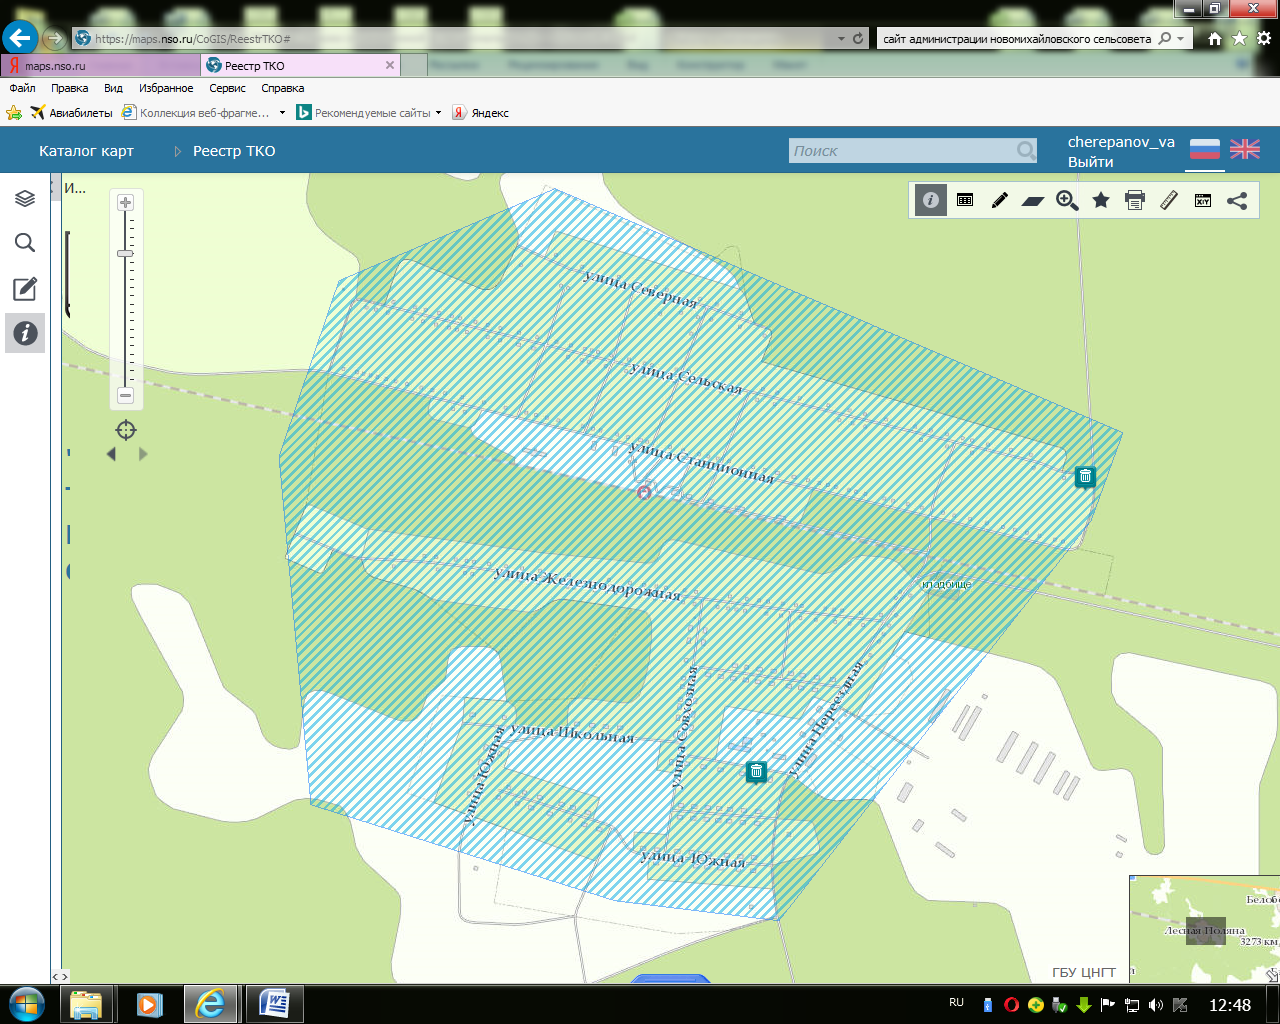 https://maps.nso.ru/CoGIS/ReestrTKO#
сайт администрации новомихайловского сельсовета
maps.nso.ru
Реестр ТКО
Файл Правка Вид Избранное Сервис Справка
Авиабилеты Коллекция веб-фрагме... Рекомендуемые сайты Яндекс
Каталог карт Реестр ТКО
Поиск
cherepanov_va
Выйти
И...
улица Северная
улица Сельская
улица Станционная
улица Железнодорожная
кладбище
улица Совхозная
улица Переездная
улица Школьная
улица Южная
улица Южная
Белобо
Лесная Поляна
3273 км
ГБУ ЦНГТ
RU
12:48